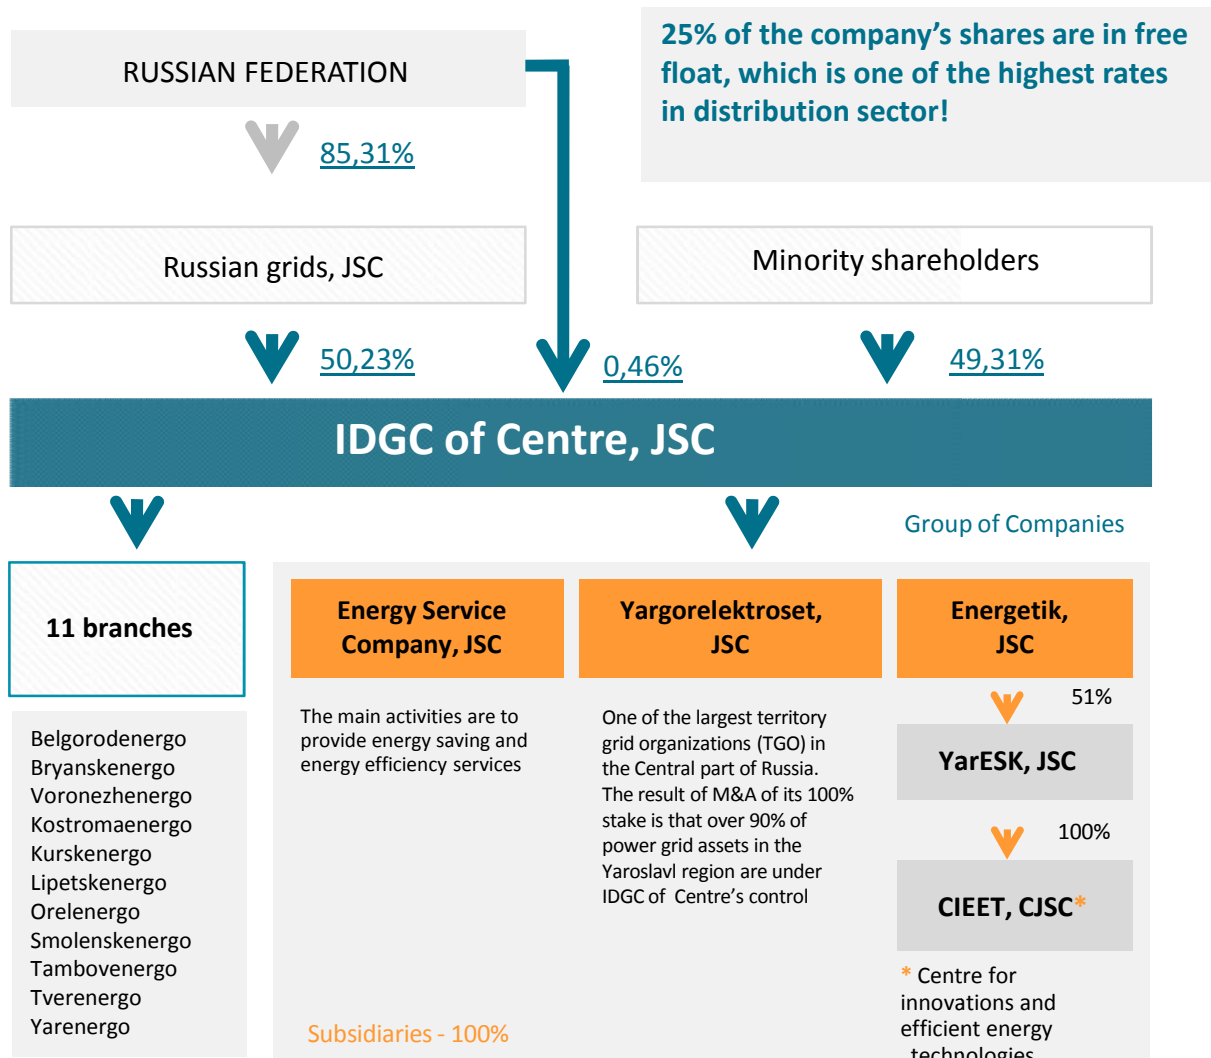 RUSSIAN FEDERATION
25% of the company’s shares are in free
float, which is one of the highest rates
in distribution sector!
85,31%
Russian grids, JSC
Minority shareholders
50,23%
0,46%
49,31%
IDGC of Centre, JSC
Group of Companies
11 branches
Belgorodenergo
Bryanskenergo
Voronezhenergo
Kostromaenergo
Kurskenergo
Lipetskenergo
Orelenergo
Smolenskenergo
Tambovenergo
Tverenergo
Yarenergo
Energy Service
Company, JSC
The main activities are to
provide energy saving and
energy efficiency services
Subsidiaries - 100%
Yargorelektroset,
JSC
One of the largest territory
grid organizations (TGO) in
the Central part of Russia.
The result of M&A of its 100%
stake is that over 90% of
power grid assets in the
Yaroslavl region are under
IDGC of Centre’s control
Energetik,
JSC
51%
YarESK, JSC
100%
CIEET, CJSC*
* Centre for
innovations and
efficient energy
technologies